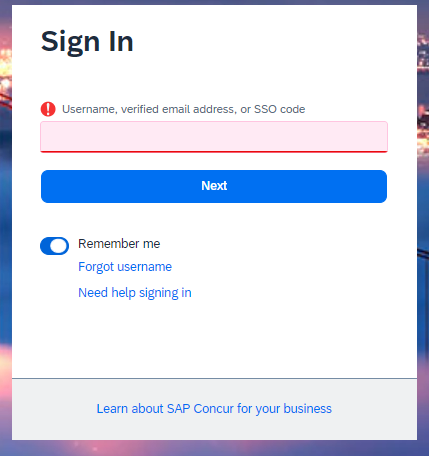 Sign In
Username, verified email address, or SSO code
Next
Remember me
Forgot username
Need help signing in
Learn about SAP Concur for your business